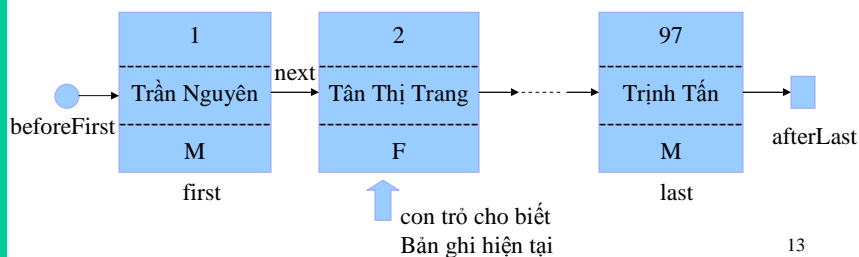 1 2 97
next
Trần Nguyên Tân Thị Trang Trịnh Tấn
beforeFirst afterLast
M F M
first last
con trỏ cho biết
Bản ghi hiện tại
13